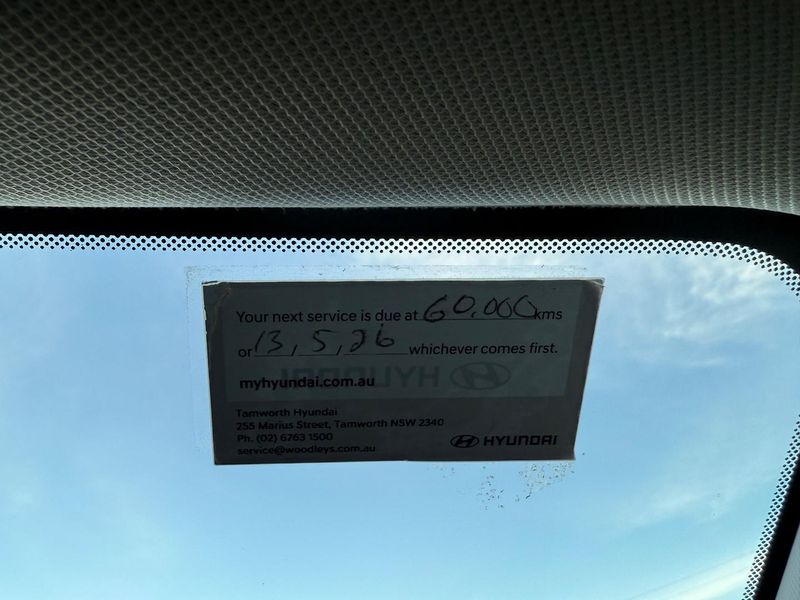 Your next service is due at 60,000 kms
or 13, 5, 26 whichever comes first.
myhyundai.com.au
HYUNDAI
Tamworth Hyundai
255 Marius Street, Tamworth NSW 2340
Ph. (02) 6763 1500
service@woodleys.com.au
HYUNDAI